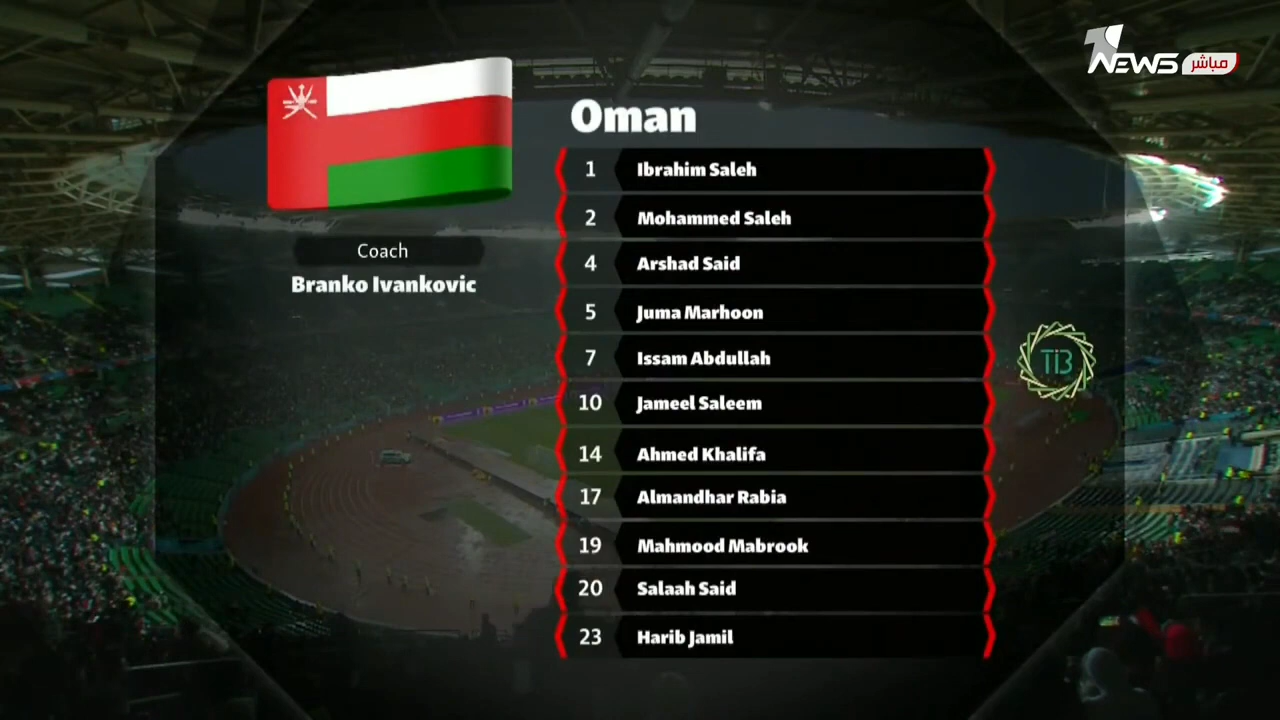 1NEWS مباشر
Oman
Coach
Branko Ivankovic
1 Ibrahim Saleh
2 Mohammed Saleh
4 Arshad Said
5 Juma Marhoon
7 Issam Abdullah
10 Jameel Saleem
14 Ahmed Khalifa
17 Almandhar Rabia
19 Mahmood Mabrook
20 Salaah Said
23 Harib Jamil
TiB